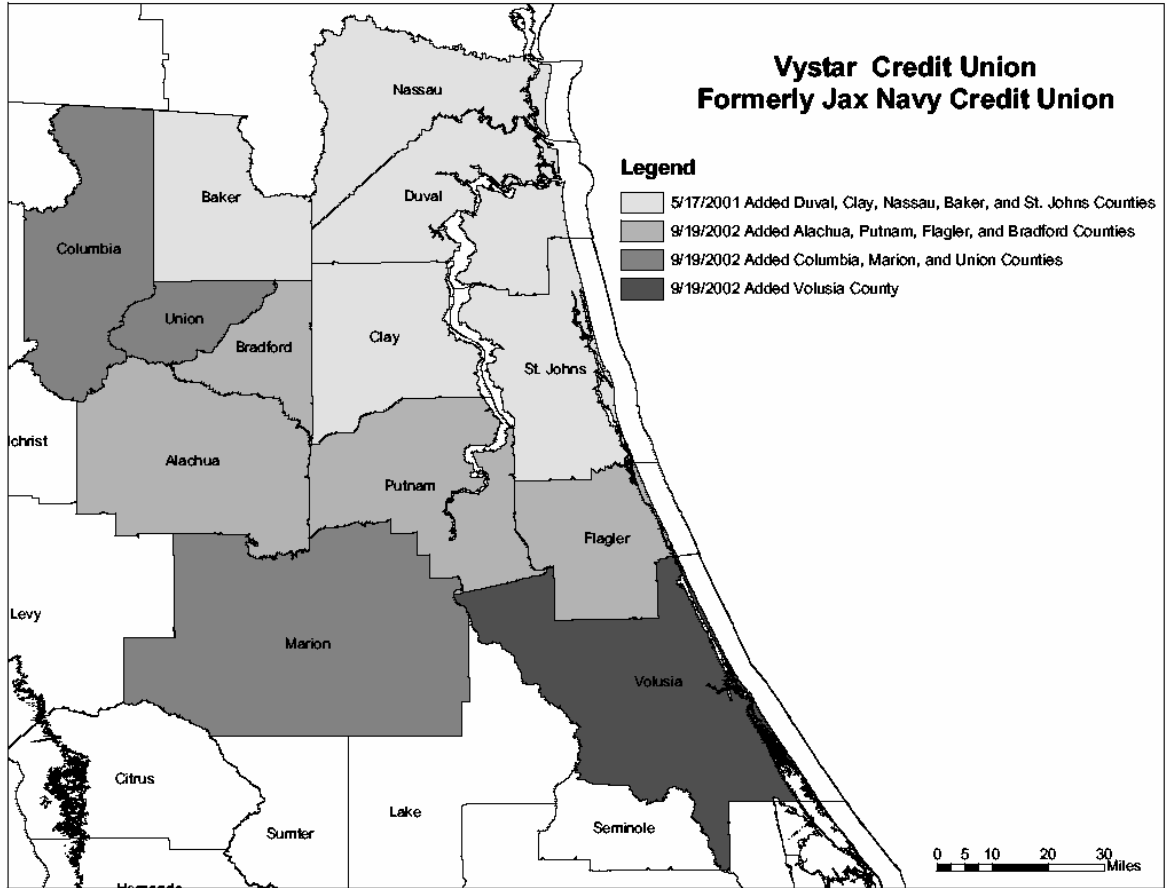 Vystar Credit Union
Formerly Jax Navy Credit Union
Legend
5/17/2001 Added Duval, Clay, Nassau, Baker, and St. Johns Counties
9/19/2002 Added Alachua, Putnam, Flagler, and Bradford Counties
9/19/2002 Added Columbia, Marion, and Union Counties
9/19/2002 Added Volusia County
Nassau
Baker
Duval
Columbia
Union
Bradford
Clay
St. Johns
lchrist
Alachua
Putnam
Flagler
Levy
Marion
Volusia
Citrus
Sumter
Lake
Seminole
0 5 10 20 30
Miles